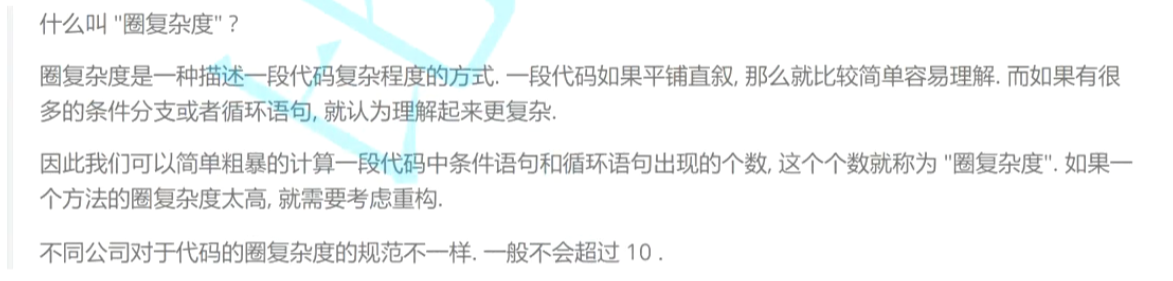 什么叫 "圈复杂度" ?
圈复杂度是一种描述一段代码复杂程度的方式. 一段代码如果平铺直叙, 那么就比较简单容易理解. 而如果有很
多的条件分支或者循环语句, 就认为理解起来更复杂.
因此我们可以简单粗暴的计算一段代码中条件语句和循环语句出现的个数, 这个个数就称为 "圈复杂度". 如果一
个方法的圈复杂度太高, 就需要考虑重构.
不同公司对于代码的圈复杂度的规范不一样. 一般不会超过 10 .